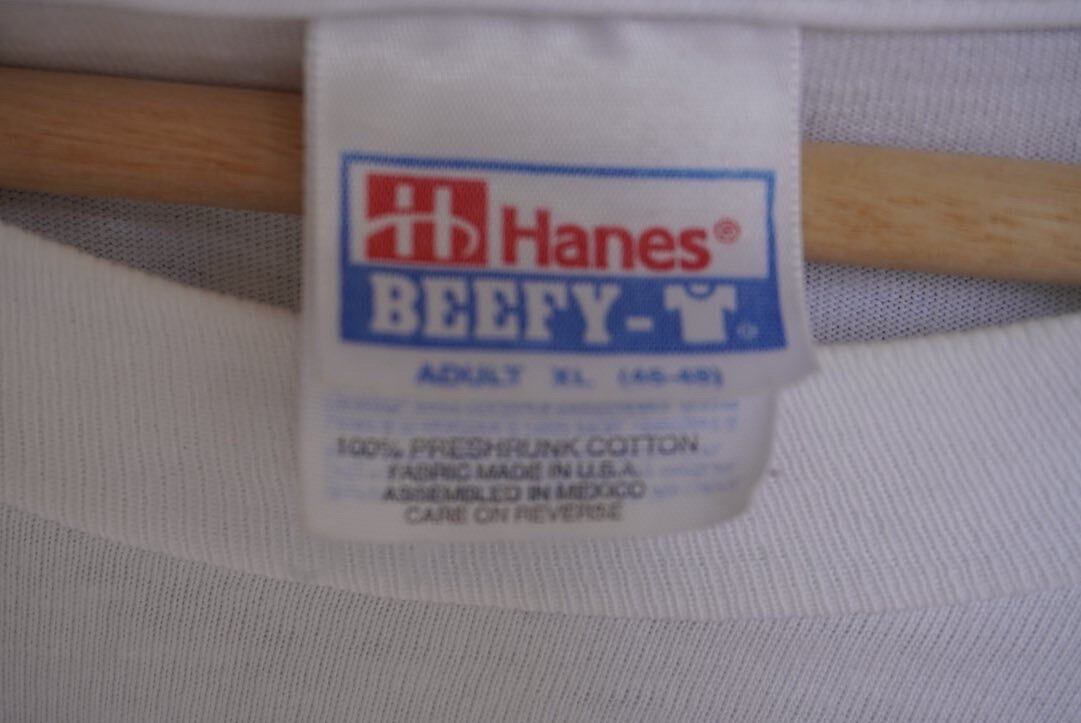 Hanes®
BEEFY-
ADULT XL (46-48)
100% PRESHRUNK COTTON
FABRIC MADE IN U.S.A.
ASSEMBLED IN MEXICO
CARE ON REVERSE